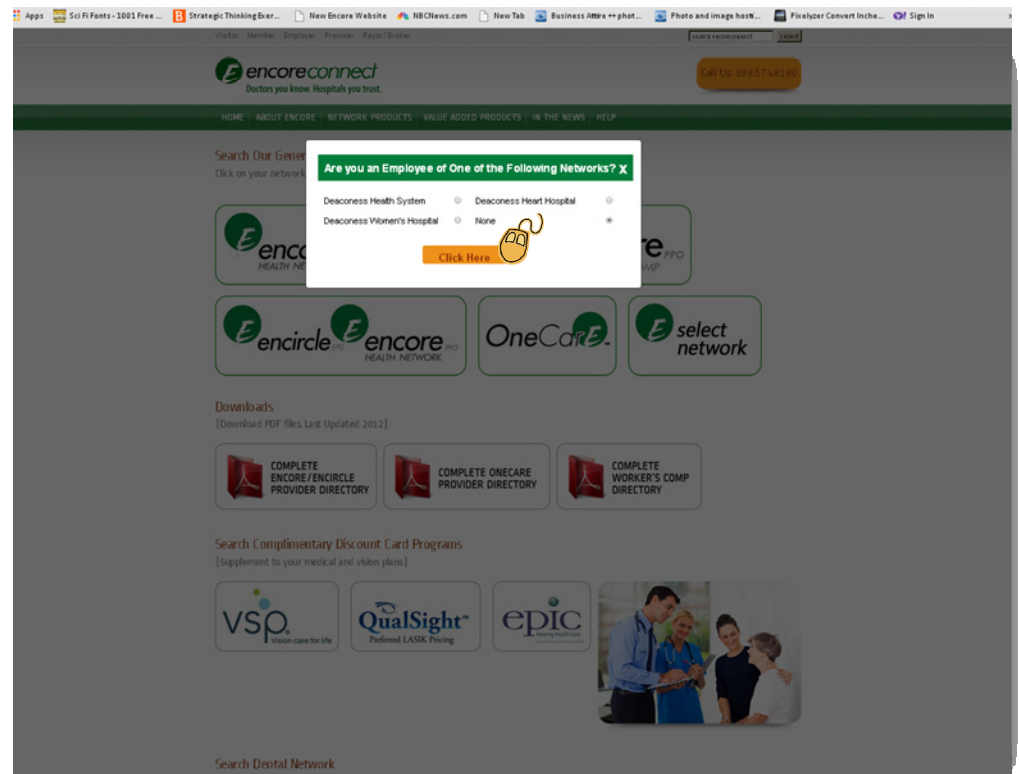 Apps Sci Fi Fonts - 1001 Free ... Strategic Thinking Exer... New Encore Website NBCNews.com New Tab Business Attire ++ phot... Photo and image hosti... Pixelyzer Convert Inche... Sign In
Visitor Member Employer Provider Payor/Broker
encoreconnect
Doctors you know. Hospitals you trust.
Call Us:
HOME ABOUT ENCORE NETWORK PRODUCTS VALUE ADDED PRODUCTS IN THE NEWS HELP
Search Our Gener
Click on your network
Are you an Employee of One of the Following Networks? X
Deaconess Health System Deaconess Heart Hospital
Deaconess Women's Hospital None
Click Here
E enco
HEALTH NE
e PPO
MP
E encircle E encore PPO
HEALTH NETWORK
OneCarE.
E select
network
Downloads
[Download PDF files. Last Updated 2012]
COMPLETE
ENCORE/ENCIRCLE
PROVIDER DIRECTORY
COMPLETE ONECARE
PROVIDER DIRECTORY
COMPLETE
WORKER'S COMP
DIRECTORY
Search Complimentary Discount Card Programs
[Supplement to your medical and vision plans]
vsp.
Vision care for life
QualSight
Preferred LASIK Pricing
epic
Hearing Health Care
Search Dental Network